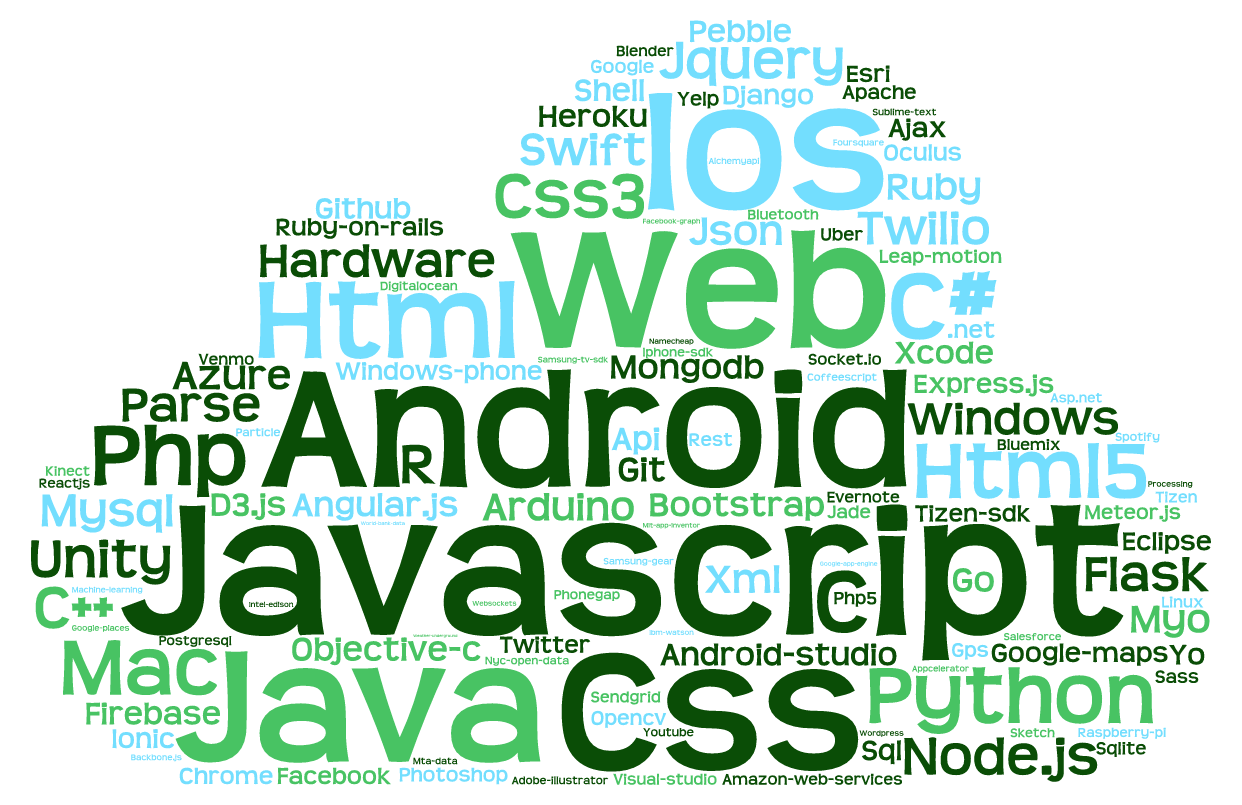 Pebble
Blender
Jquery
Google
Esri
Shell
Yelp
Django
Apache
Heroku
Ios
Sublime-text
Ajax
Swift
Foursquare
Alchemyapi
Oculus
Css3
Ruby
Github
Facebook-graph
Bluetooth
Ruby-on-rails
Json
Uber
Twilio
Hardware
Web
Leap-motion
Digitalocean
Html
C#
.net
Namecheap
Iphone-sdk
Xcode
Venmo
Samsung-tv-sdk
Mongodb
Socket.io
Azure
Windows-phone
Coffeescript
Express.js
Parse
Android
Asp.net
Windows
Php
Particle
Api
Rest
Bluemix
Spotify
R
Git
Html5
Kinect
Reactjs
Processing
Mysql
D3.js
Angular.js
Arduino
Bootstrap
Evernote
Jade
Tizen
Tizen-sdk
Meteor.js
World-bank-data
Mit-app-inventor
Unity
Javascript
Eclipse
Samsung-gear
Google-app-engine
Xml
Go
Flask
Machine-learning
C++
Intel-edison
Websockets
Phonegap
C
Php5
Linux
Myo
Google-places
Postgresql
Ibm-watson
Salesforce
Objective-c
Twitter
Mac
Java
Nyc-open-data
Css
Android-studio
Gps
Google-maps
Yo
Appcelerator
Sass
Python
Firebase
Sendgrid
Opencv
Ionic
Youtube
Wordpress
Sketch
Raspberry-pi
Backbone.js
Mta-data
Sql
Node.js
Sqlite
Chrome
Facebook
Photoshop
Adobe-illustrator
Visual-studio
Amazon-web-services